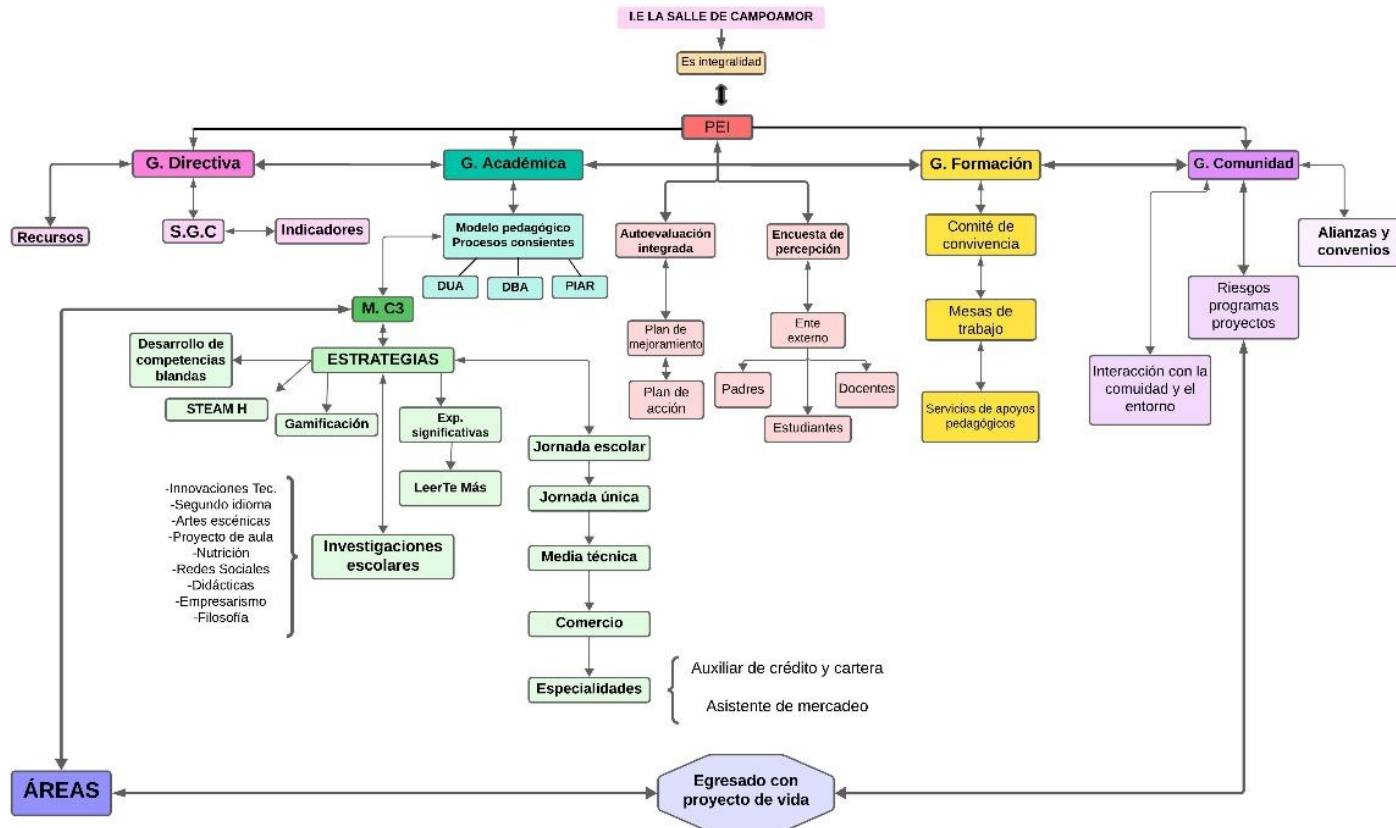 I.E LA SALLE DE CAMPOAMOR
Es integralidad
PEI
G. Directiva
G. Académica
G. Formación
G. Comunidad
Recursos
S.G.C
Indicadores
Modelo pedagógico
Procesos consientes
DUA
DBA
PIAR
M. C3
ESTRATEGIAS
Desarrollo de
competencias
blandas
STEAM H
Gamificación
Exp.
significativas
LeerTe Más
Investigaciones
escolares
-Innovaciones Tec.
-Segundo idioma
-Artes escénicas
-Proyecto de aula
-Nutrición
-Redes Sociales
-Didácticas
-Empresarismo
-Filosofía
Jornada escolar
Jornada única
Media técnica
Comercio
Especialidades
Auxiliar de crédito y cartera
Asistente de mercadeo
Autoevaluación
integrada
Plan de
mejoramiento
Plan de
acción
Encuesta de
percepción
Ente
externo
Padres
Docentes
Estudiantes
Comité de
convivencia
Mesas de
trabajo
Servicios de apoyos
pedagógicos
Alianzas y
convenios
Riesgos
programas
proyectos
Interacción con la
comuidad y el
entorno
ÁREAS
Egresado con
proyecto de vida